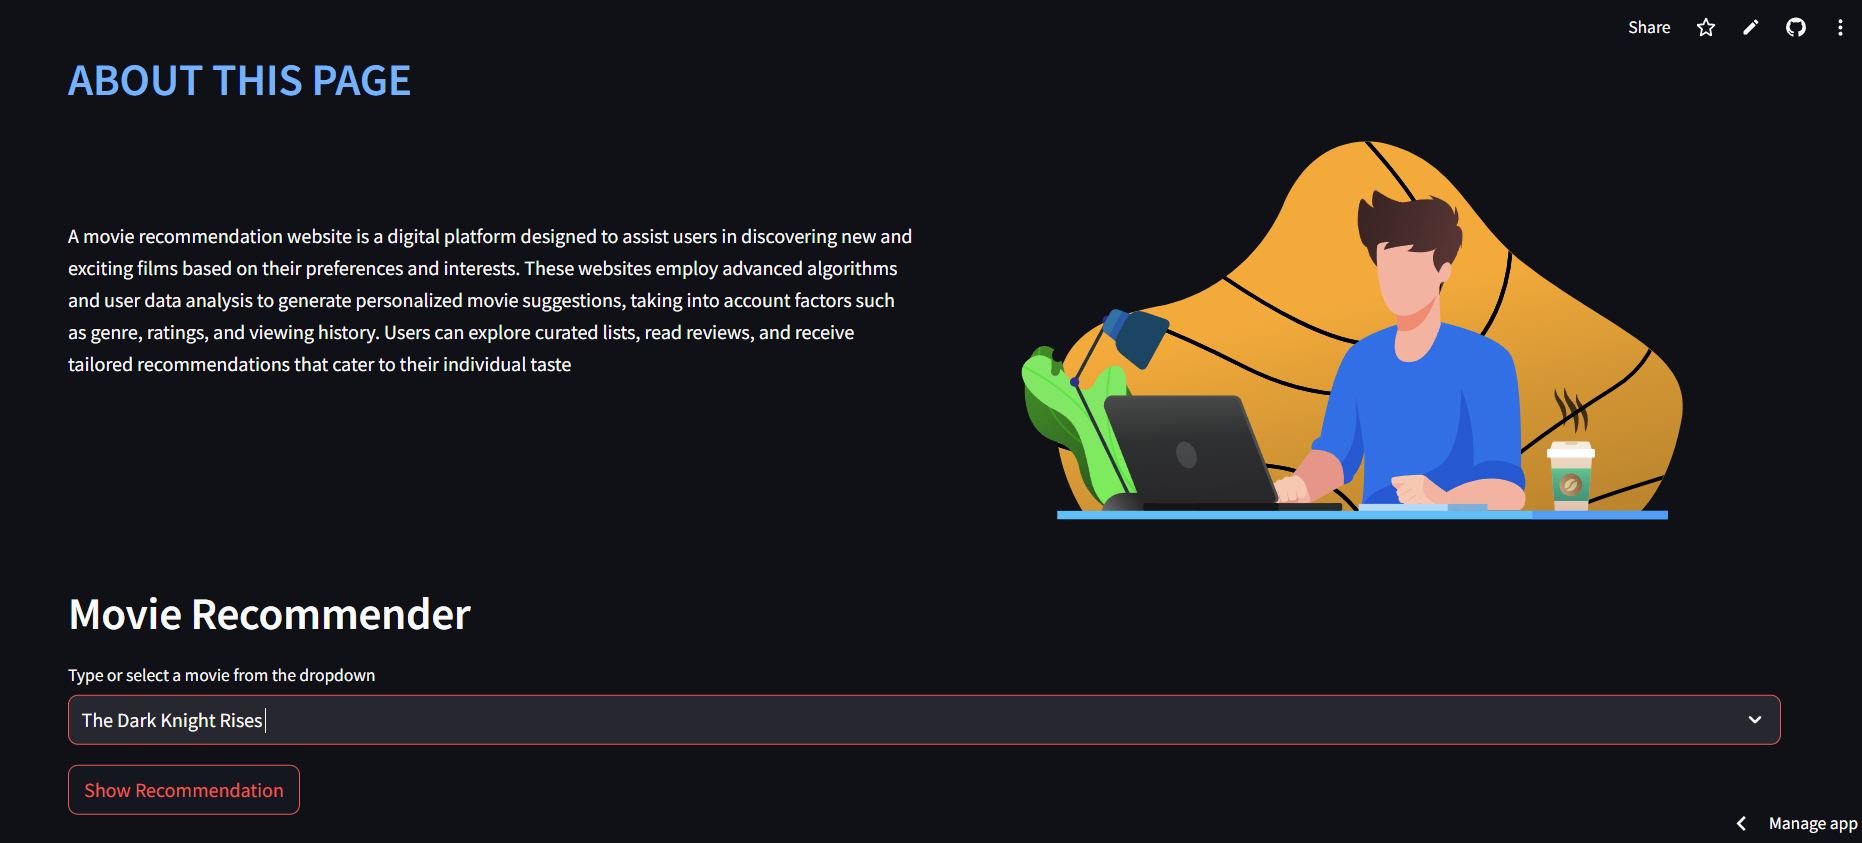 Share
ABOUT THIS PAGE
A movie recommendation website is a digital platform designed to assist users in discovering new and
exciting films based on their preferences and interests. These websites employ advanced algorithms
and user data analysis to generate personalized movie suggestions, taking into account factors such
as genre, ratings, and viewing history. Users can explore curated lists, read reviews, and receive
tailored recommendations that cater to their individual taste
Movie Recommender
Type or select a movie from the dropdown
The Dark Knight Rises
Show Recommendation
Manage app